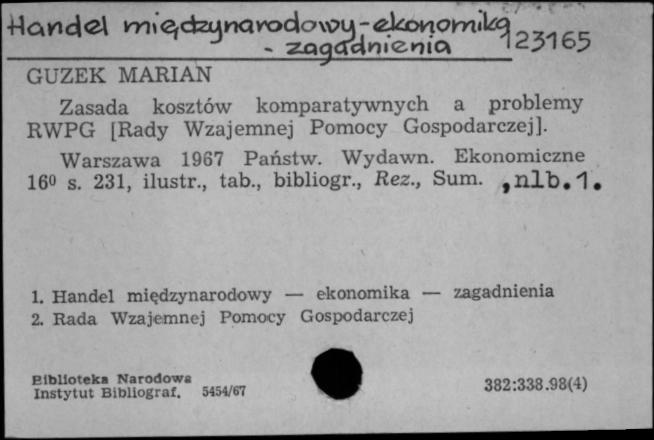 Handel międzynarodowy-ekonomika
- zagadnienia
123165
GUZEK MARIAN
Zasada kosztów komparatywnych a problemy
RWPG [Rady Wzajemnej Pomocy Gospodarczej].
Warszawa 1967 Państw. Wydawn. Ekonomiczne
16⁰ s. 231, ilustr., tab., bibliogr., Rez., Sum. , nlb. 1.
1. Handel międzynarodowy — ekonomika — zagadnienia
2. Rada Wzajemnej Pomocy Gospodarczej
Biblioteka Narodowa
Instytut Bibliograf. 5454/67
382:338.98(4)